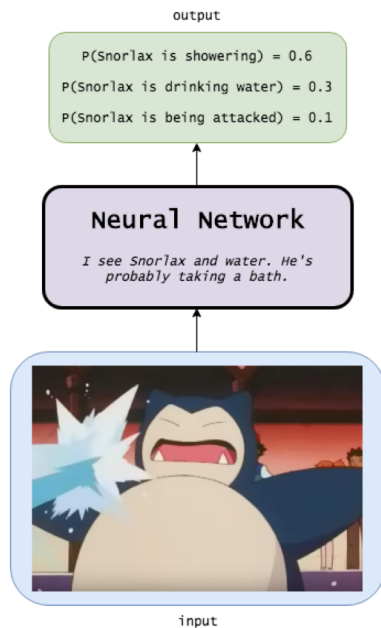 output
P(Snorlax is showering) = 0.6
P(Snorlax is drinking water) = 0.3
P(Snorlax is being attacked) = 0.1
Neural Network
I see Snorlax and water. He's
probably taking a bath.
input